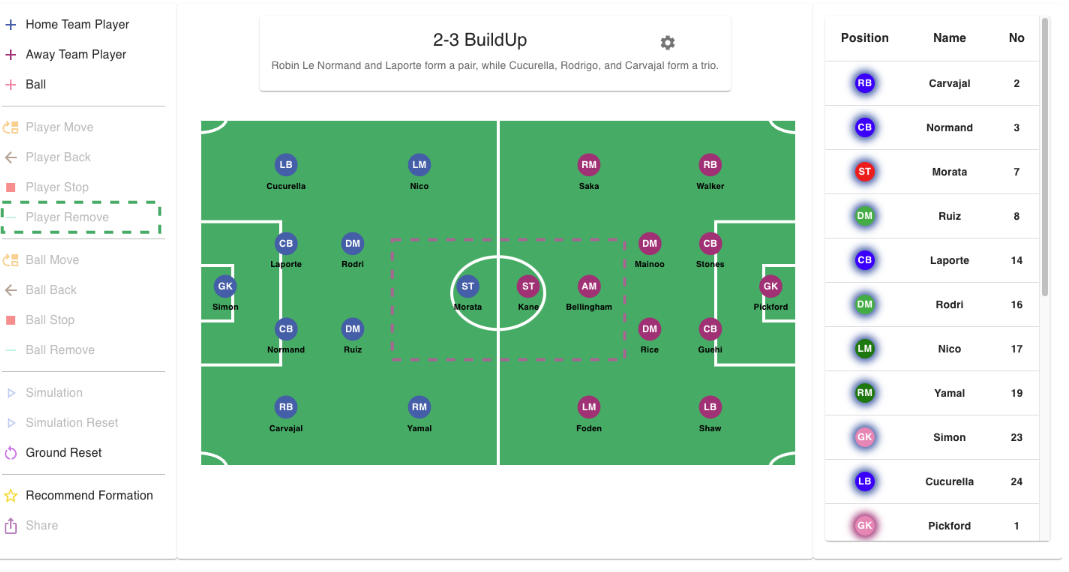 Home Team Player
Away Team Player
Ball
Player Move
Player Back
Player Stop
Player Remove
Ball Move
Ball Back
Ball Stop
Ball Remove
Simulation
Simulation Reset
Ground Reset
Recommend Formation
Share
2-3 BuildUp
Robin Le Normand and Laporte form a pair, while Cucurella, Rodrigo, and Carvajal form a trio.
LB LM RM RB
Cucurella Nico Saka Walker
CB DM DM CB
Laporte Rodri Mainoo Stones
GK ST ST AM GK
Simon Morata Kane Bellingham Pickford
CB DM DM CB
Normand Ruiz Rice Guehi
RB RM LM LB
Carvajal Yamal Foden Shaw
Position Name No
RB Carvajal 2
CB Normand 3
ST Morata 7
DM Ruiz 8
CB Laporte 14
DM Rodri 16
LM Nico 17
RM Yamal 19
GK Simon 23
LB Cucurella 24
GK Pickford 1